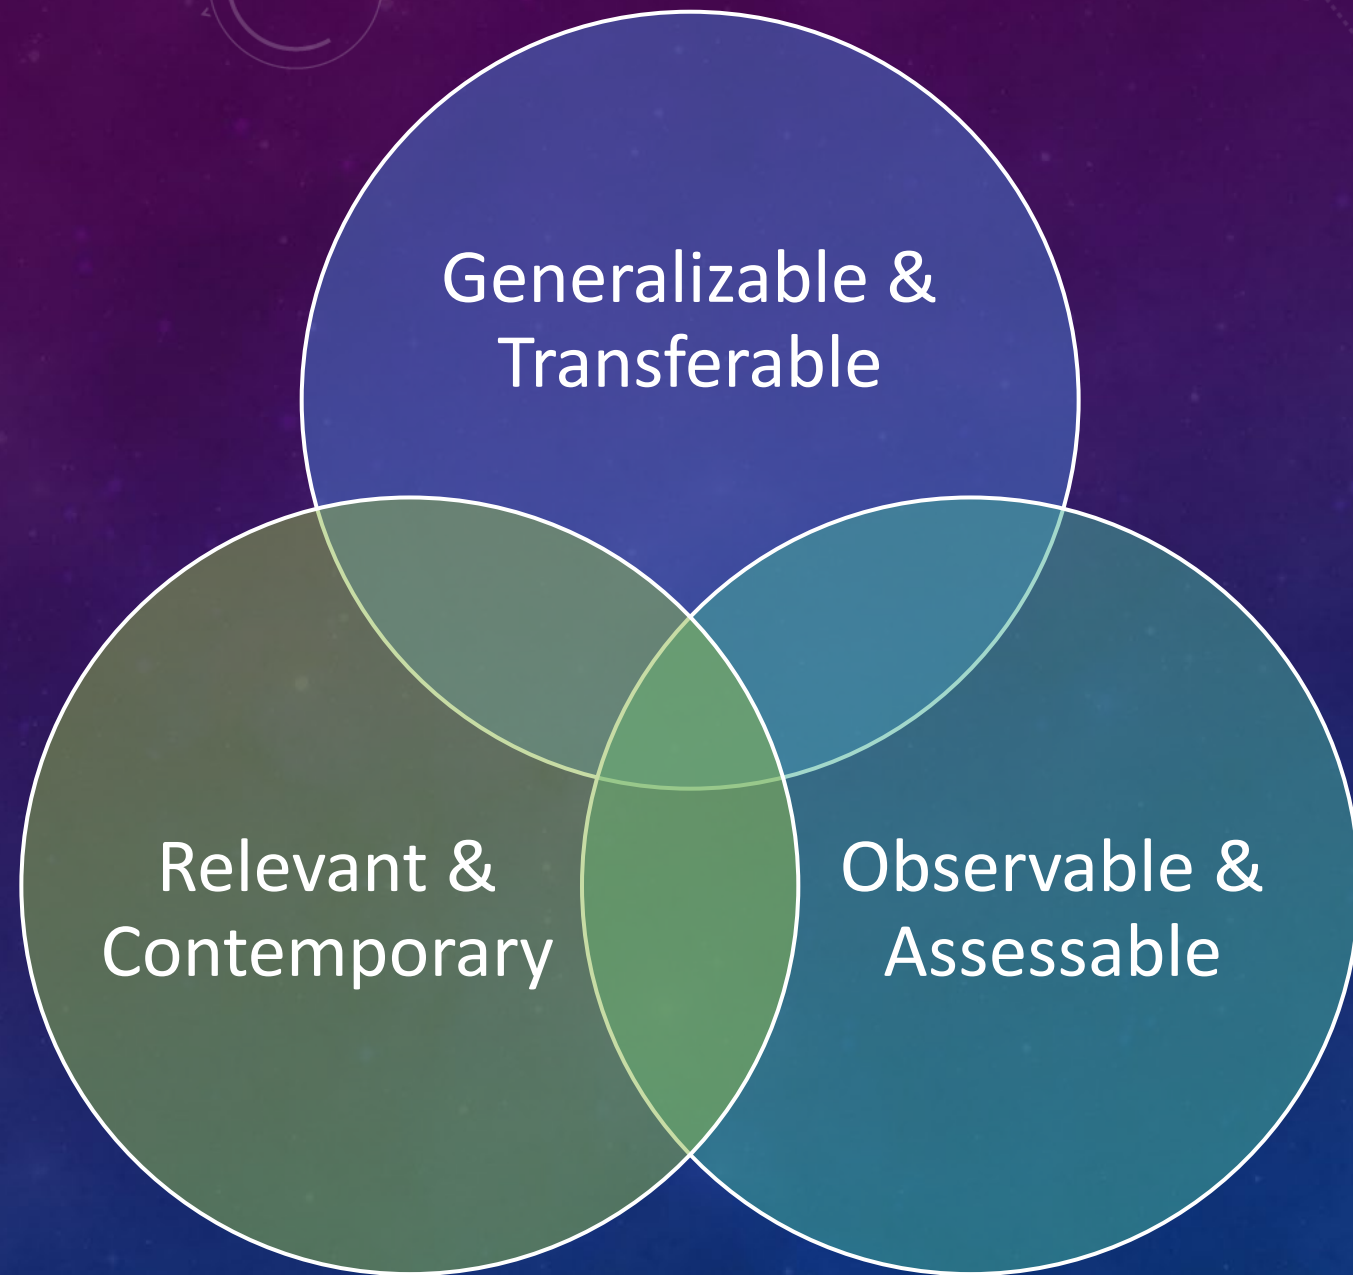 Generalizable &
Transferable
Relevant &
Contemporary
Observable &
Assessable